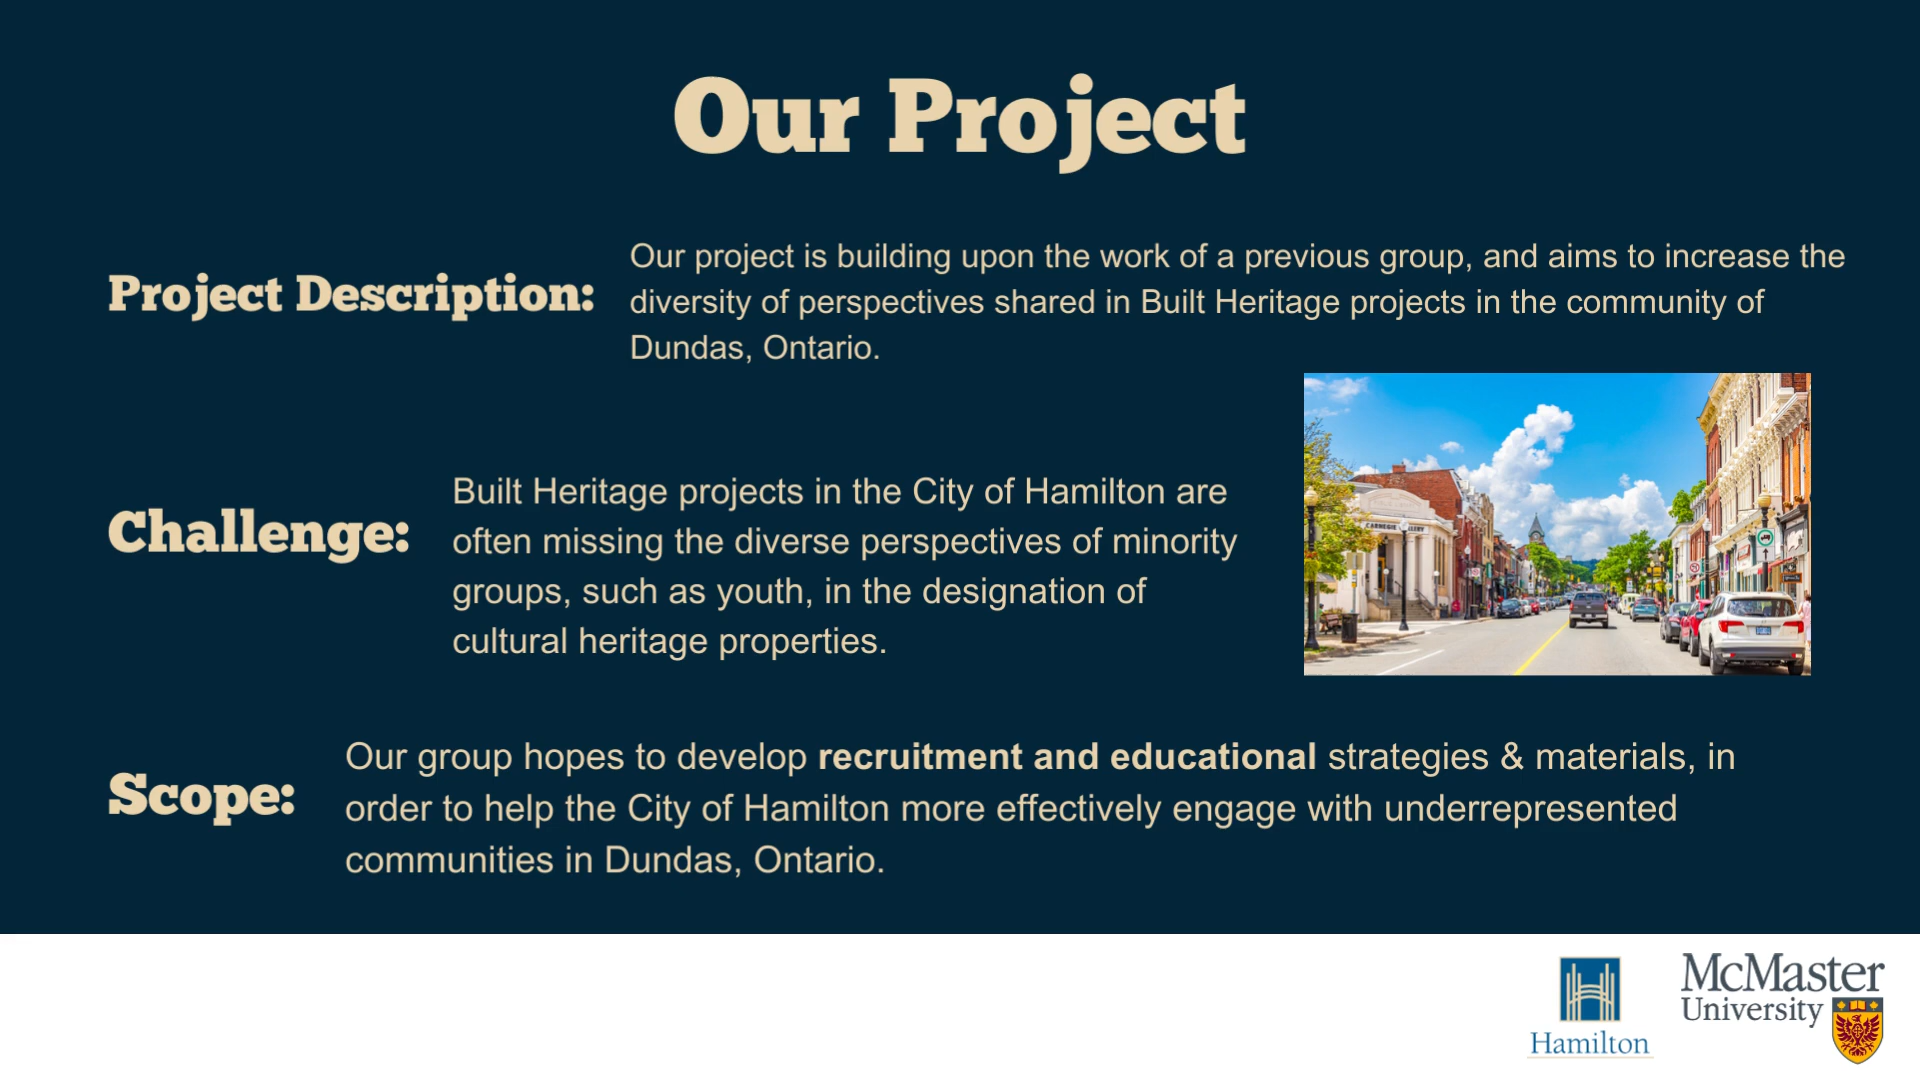 Our Project
Project Description:
Our project is building upon the work of a previous group, and aims to increase the
diversity of perspectives shared in Built Heritage projects in the community of
Dundas, Ontario.
Challenge:
Built Heritage projects in the City of Hamilton are
often missing the diverse perspectives of minority
groups, such as youth, in the designation of
cultural heritage properties.
CARNEGIE GALLERY
Scope:
Our group hopes to develop recruitment and educational strategies & materials, in
order to help the City of Hamilton more effectively engage with underrepresented
communities in Dundas, Ontario.
Hamilton
McMaster
University